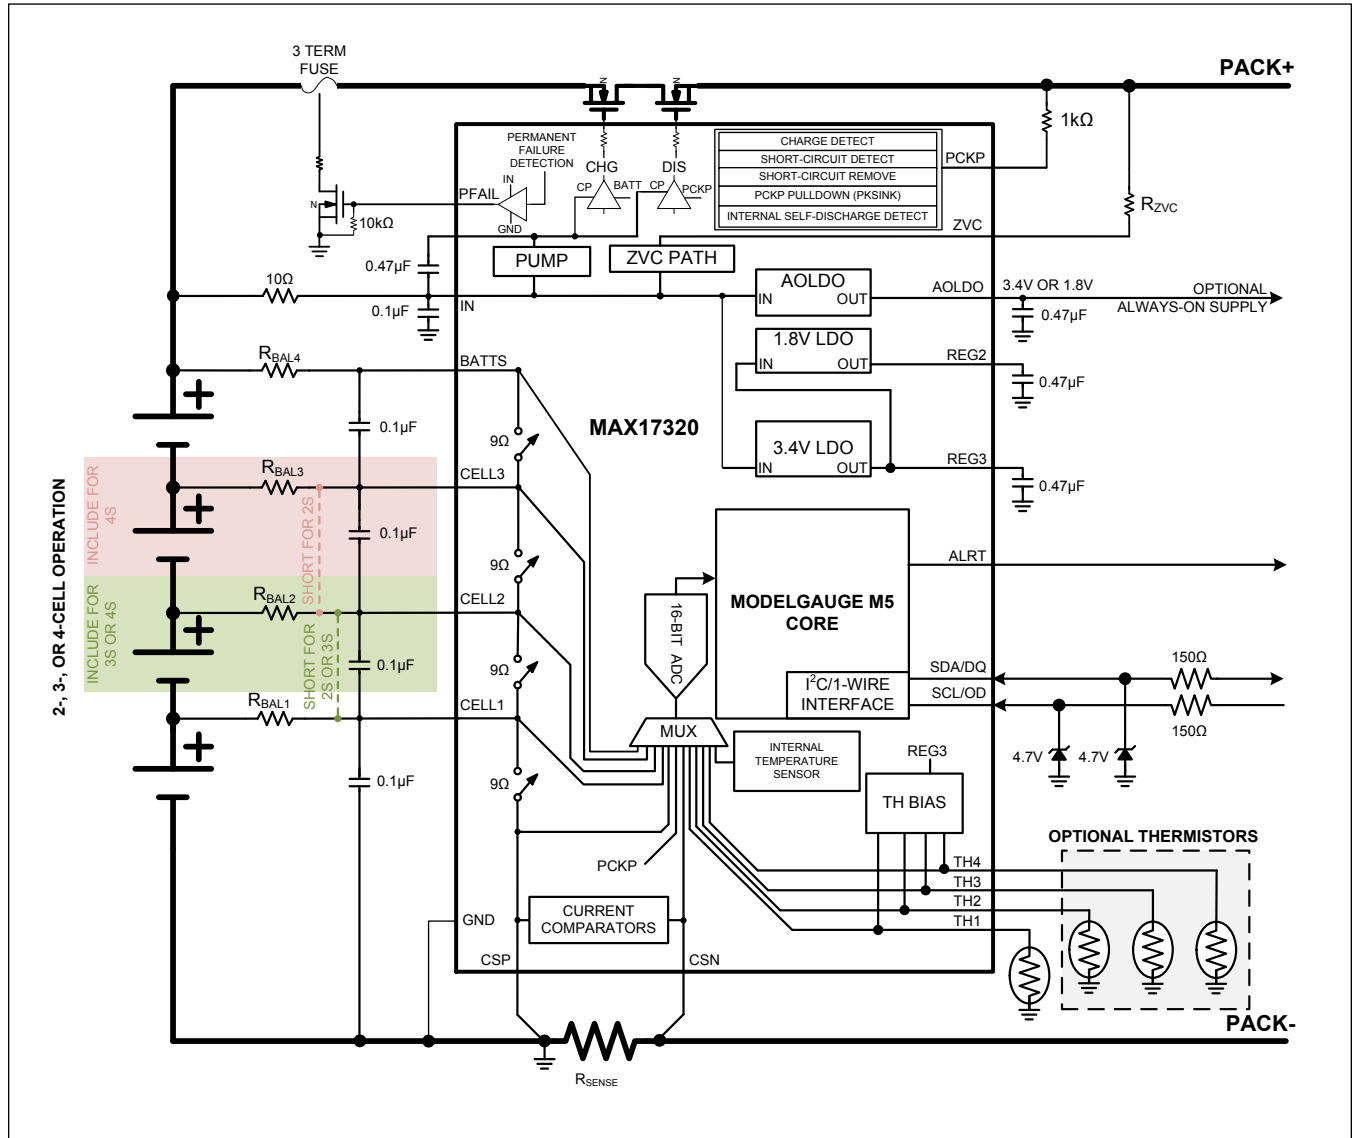 3 TERM
FUSE
PACK+
1kΩ
PERMANENT
FAILURE
DETECTION
IN
GND
PFAIL
N
10kΩ
N
N
CHG
DIS
CP
BATT
CP
PCKP
CHARGE DETECT
SHORT-CIRCUIT DETECT
SHORT-CIRCUIT REMOVE
PCKP PULLDOWN (PKSINK)
INTERNAL SELF-DISCHARGE DETECT
PCKP
RZVC
ZVC
0.47µF
PUMP
ZVC PATH
10Ω
0.1µF
IN
AOLDO
IN
OUT
AOLDO
3.4V OR 1.8V
OPTIONAL
ALWAYS-ON SUPPLY
0.47µF
1.8V LDO
IN
OUT
REG2
0.47µF
RBAL4
BATTS
MAX17320
3.4V LDO
IN
OUT
REG3
0.47µF
0.1µF
9Ω
2-, 3-, OR 4-CELL OPERATION
INCLUDE FOR
4S
RBAL3
SHORT FOR 2S
CELL3
0.1µF
9Ω
INCLUDE FOR
3S OR 4S
RBAL2
SHORT FOR
2S OR 3S
CELL2
0.1µF
9Ω
RBAL1
CELL1
0.1µF
9Ω
16-BIT ADC
MUX
MODELGAUGE M5
CORE
ALRT
I2C/1-WIRE
INTERFACE
SDA/DQ
SCL/OD
150Ω
150Ω
4.7V
4.7V
INTERNAL
TEMPERATURE
SENSOR
REG3
TH BIAS
OPTIONAL THERMISTORS
PCKP
TH4
TH3
TH2
TH1
CURRENT
COMPARATORS
GND
CSP
CSN
RSENSE
PACK-